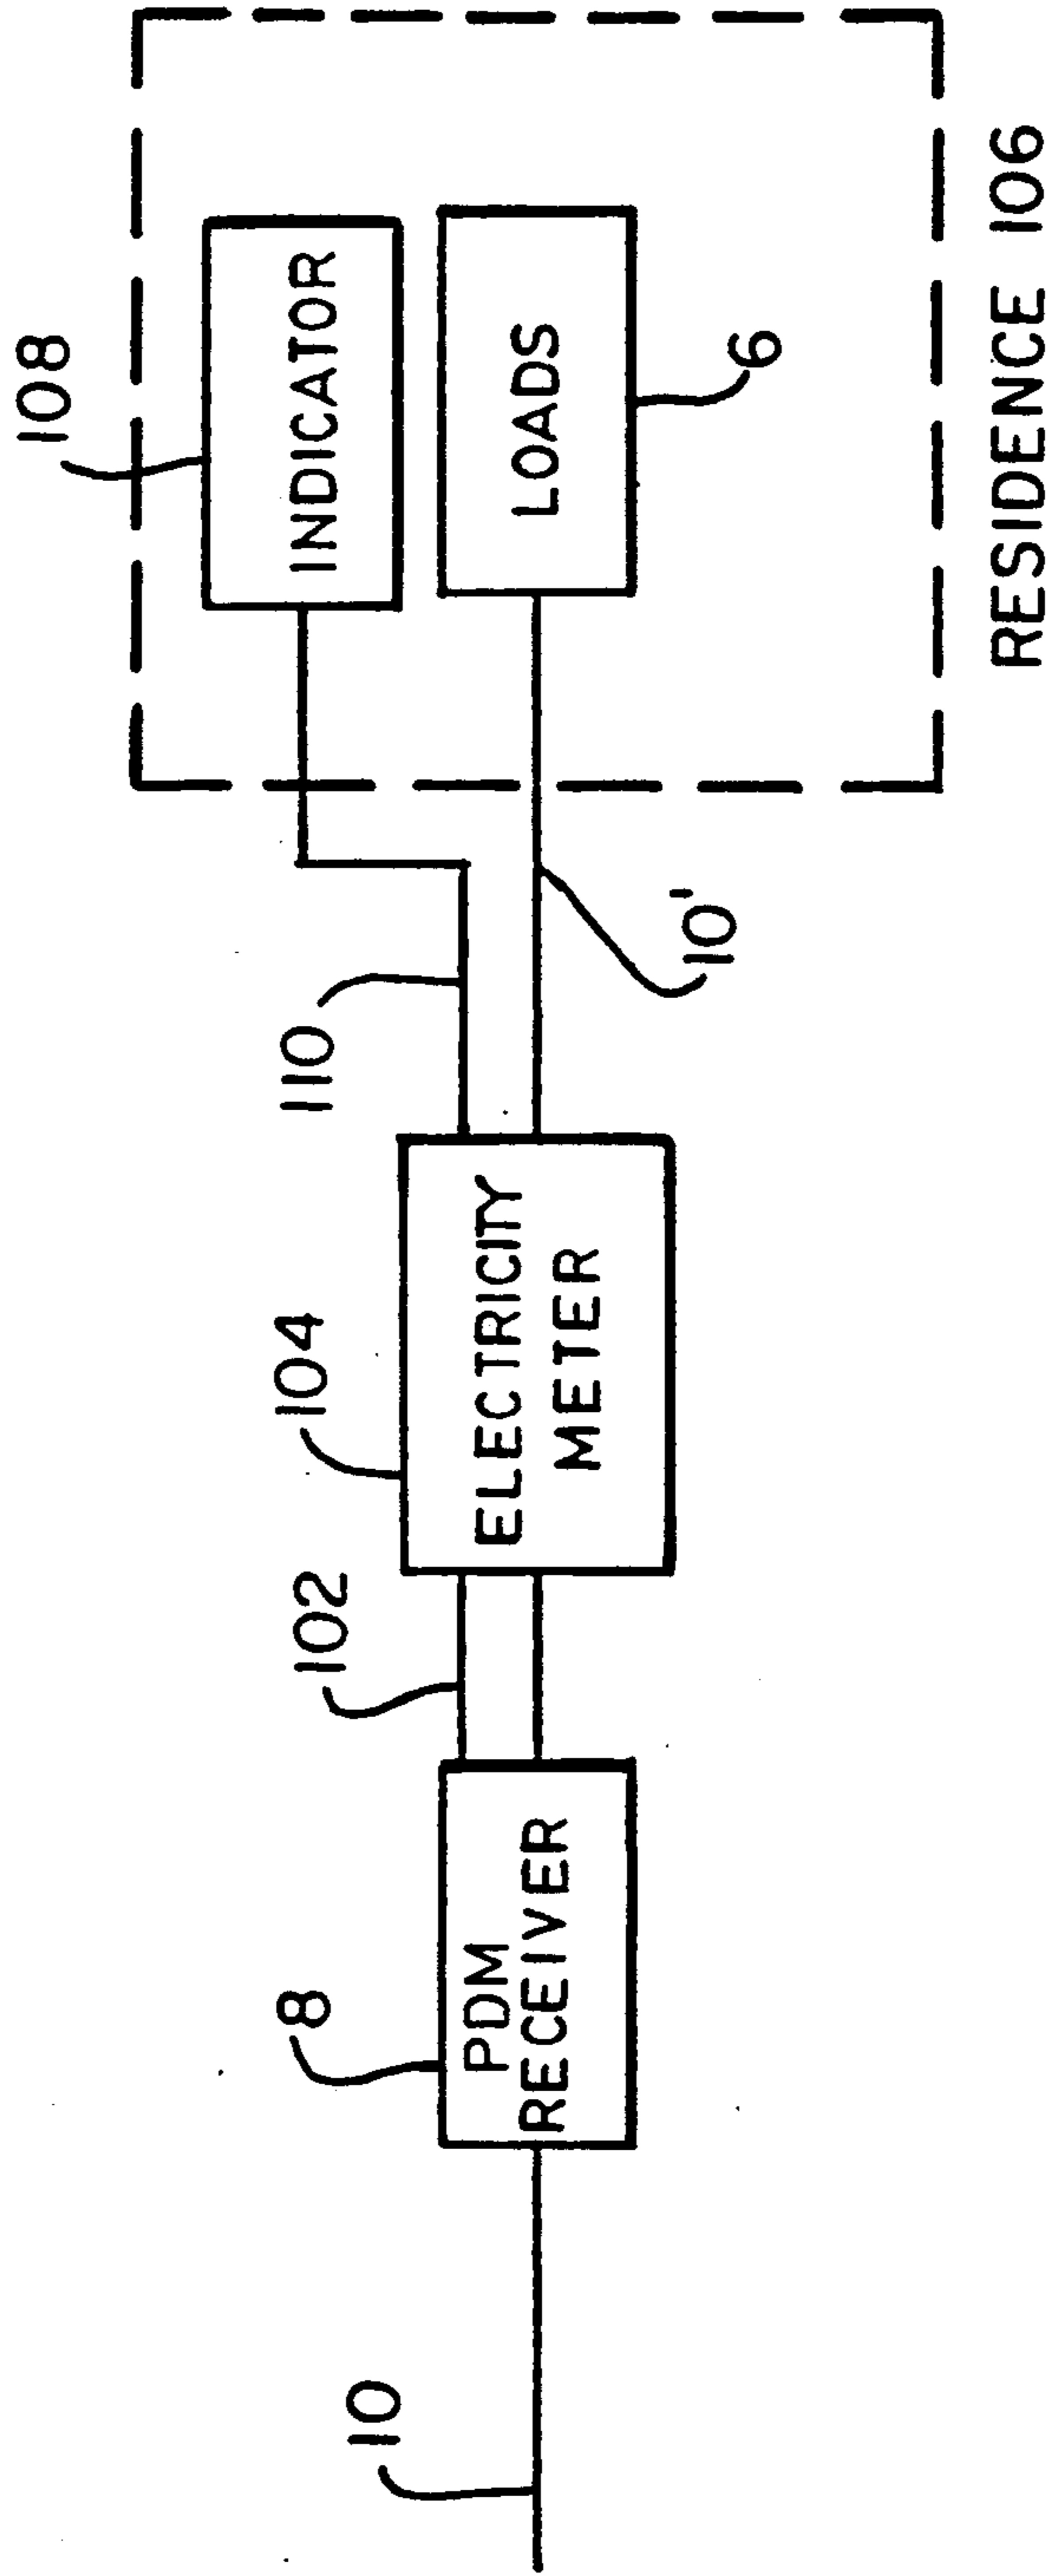 10
8
PDM
RECEIVER
102
104
ELECTRICITY
METER
110
10'
108
INDICATOR
LOADS
6
RESIDENCE 106